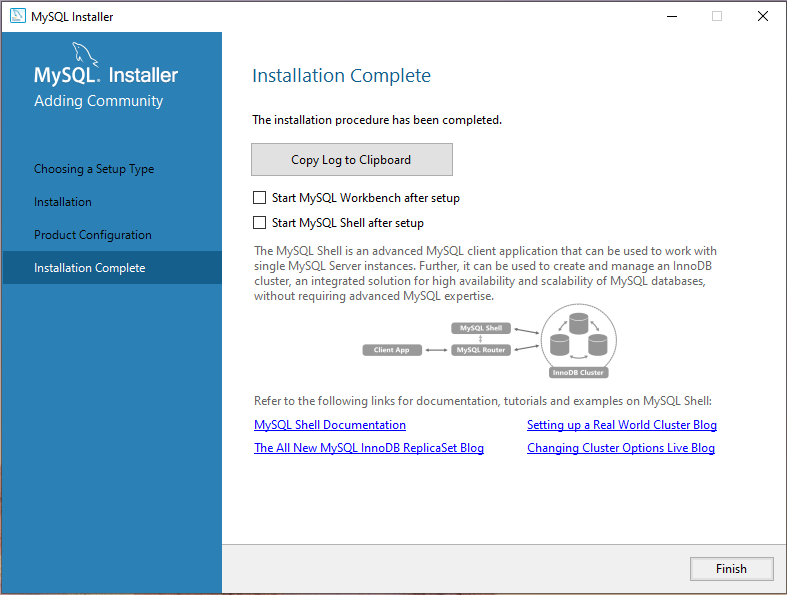 MySQL Installer
MySQL. Installer
Adding Community
Choosing a Setup Type
Installation
Product Configuration
Installation Complete
Installation Complete
The installation procedure has been completed.
Copy Log to Clipboard
Start MySQL Workbench after setup
Start MySQL Shell after setup
The MySQL Shell is an advanced MySQL client application that can be used to work with
single MySQL Server instances. Further, it can be used to create and manage an InnoDB
cluster, an integrated solution for high availability and scalability of MySQL databases,
without requiring advanced MySQL expertise.
MySQL Shell
Client App
MySQL Router
InnoDB Cluster
Refer to the following links for documentation, tutorials and examples on MySQL Shell:
MySQL Shell Documentation
Setting up a Real World Cluster Blog
The All New MySQL InnoDB ReplicaSet Blog
Changing Cluster Options Live Blog
Finish